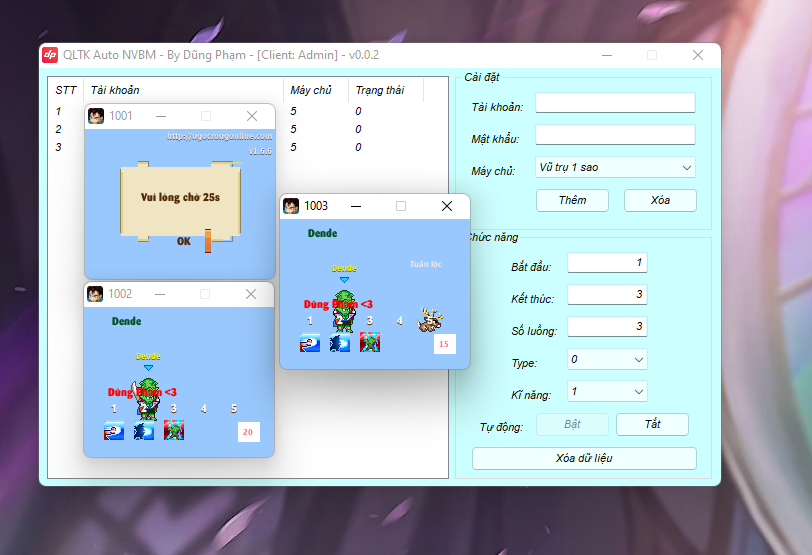 QLTK Auto NVBM - By Dũng Phạm - [Client: Admin] - v0.0.2
STT Tài khoản Máy chủ Trạng thái
1 5 0
2 5 0
3 5 0
1001
http://ngocrongonline.com
v1.6.6
Vui lòng chờ 25s
OK
1002
Dende
Dende
Dũng Phạm <3
1 2 3 4 5
20
1003
Dende
Tuần lộc
Dende
Dũng Phạm <3
1 2 3 4
15
Cài đặt
Tài khoản:
Mật khẩu:
Máy chủ: Vũ trụ 1 sao
Thêm Xóa
Chức năng
Bắt đầu: 1
Kết thúc: 3
Số luồng: 3
Type: 0
Kĩ năng: 1
Tự động: Bật Tắt
Xóa dữ liệu